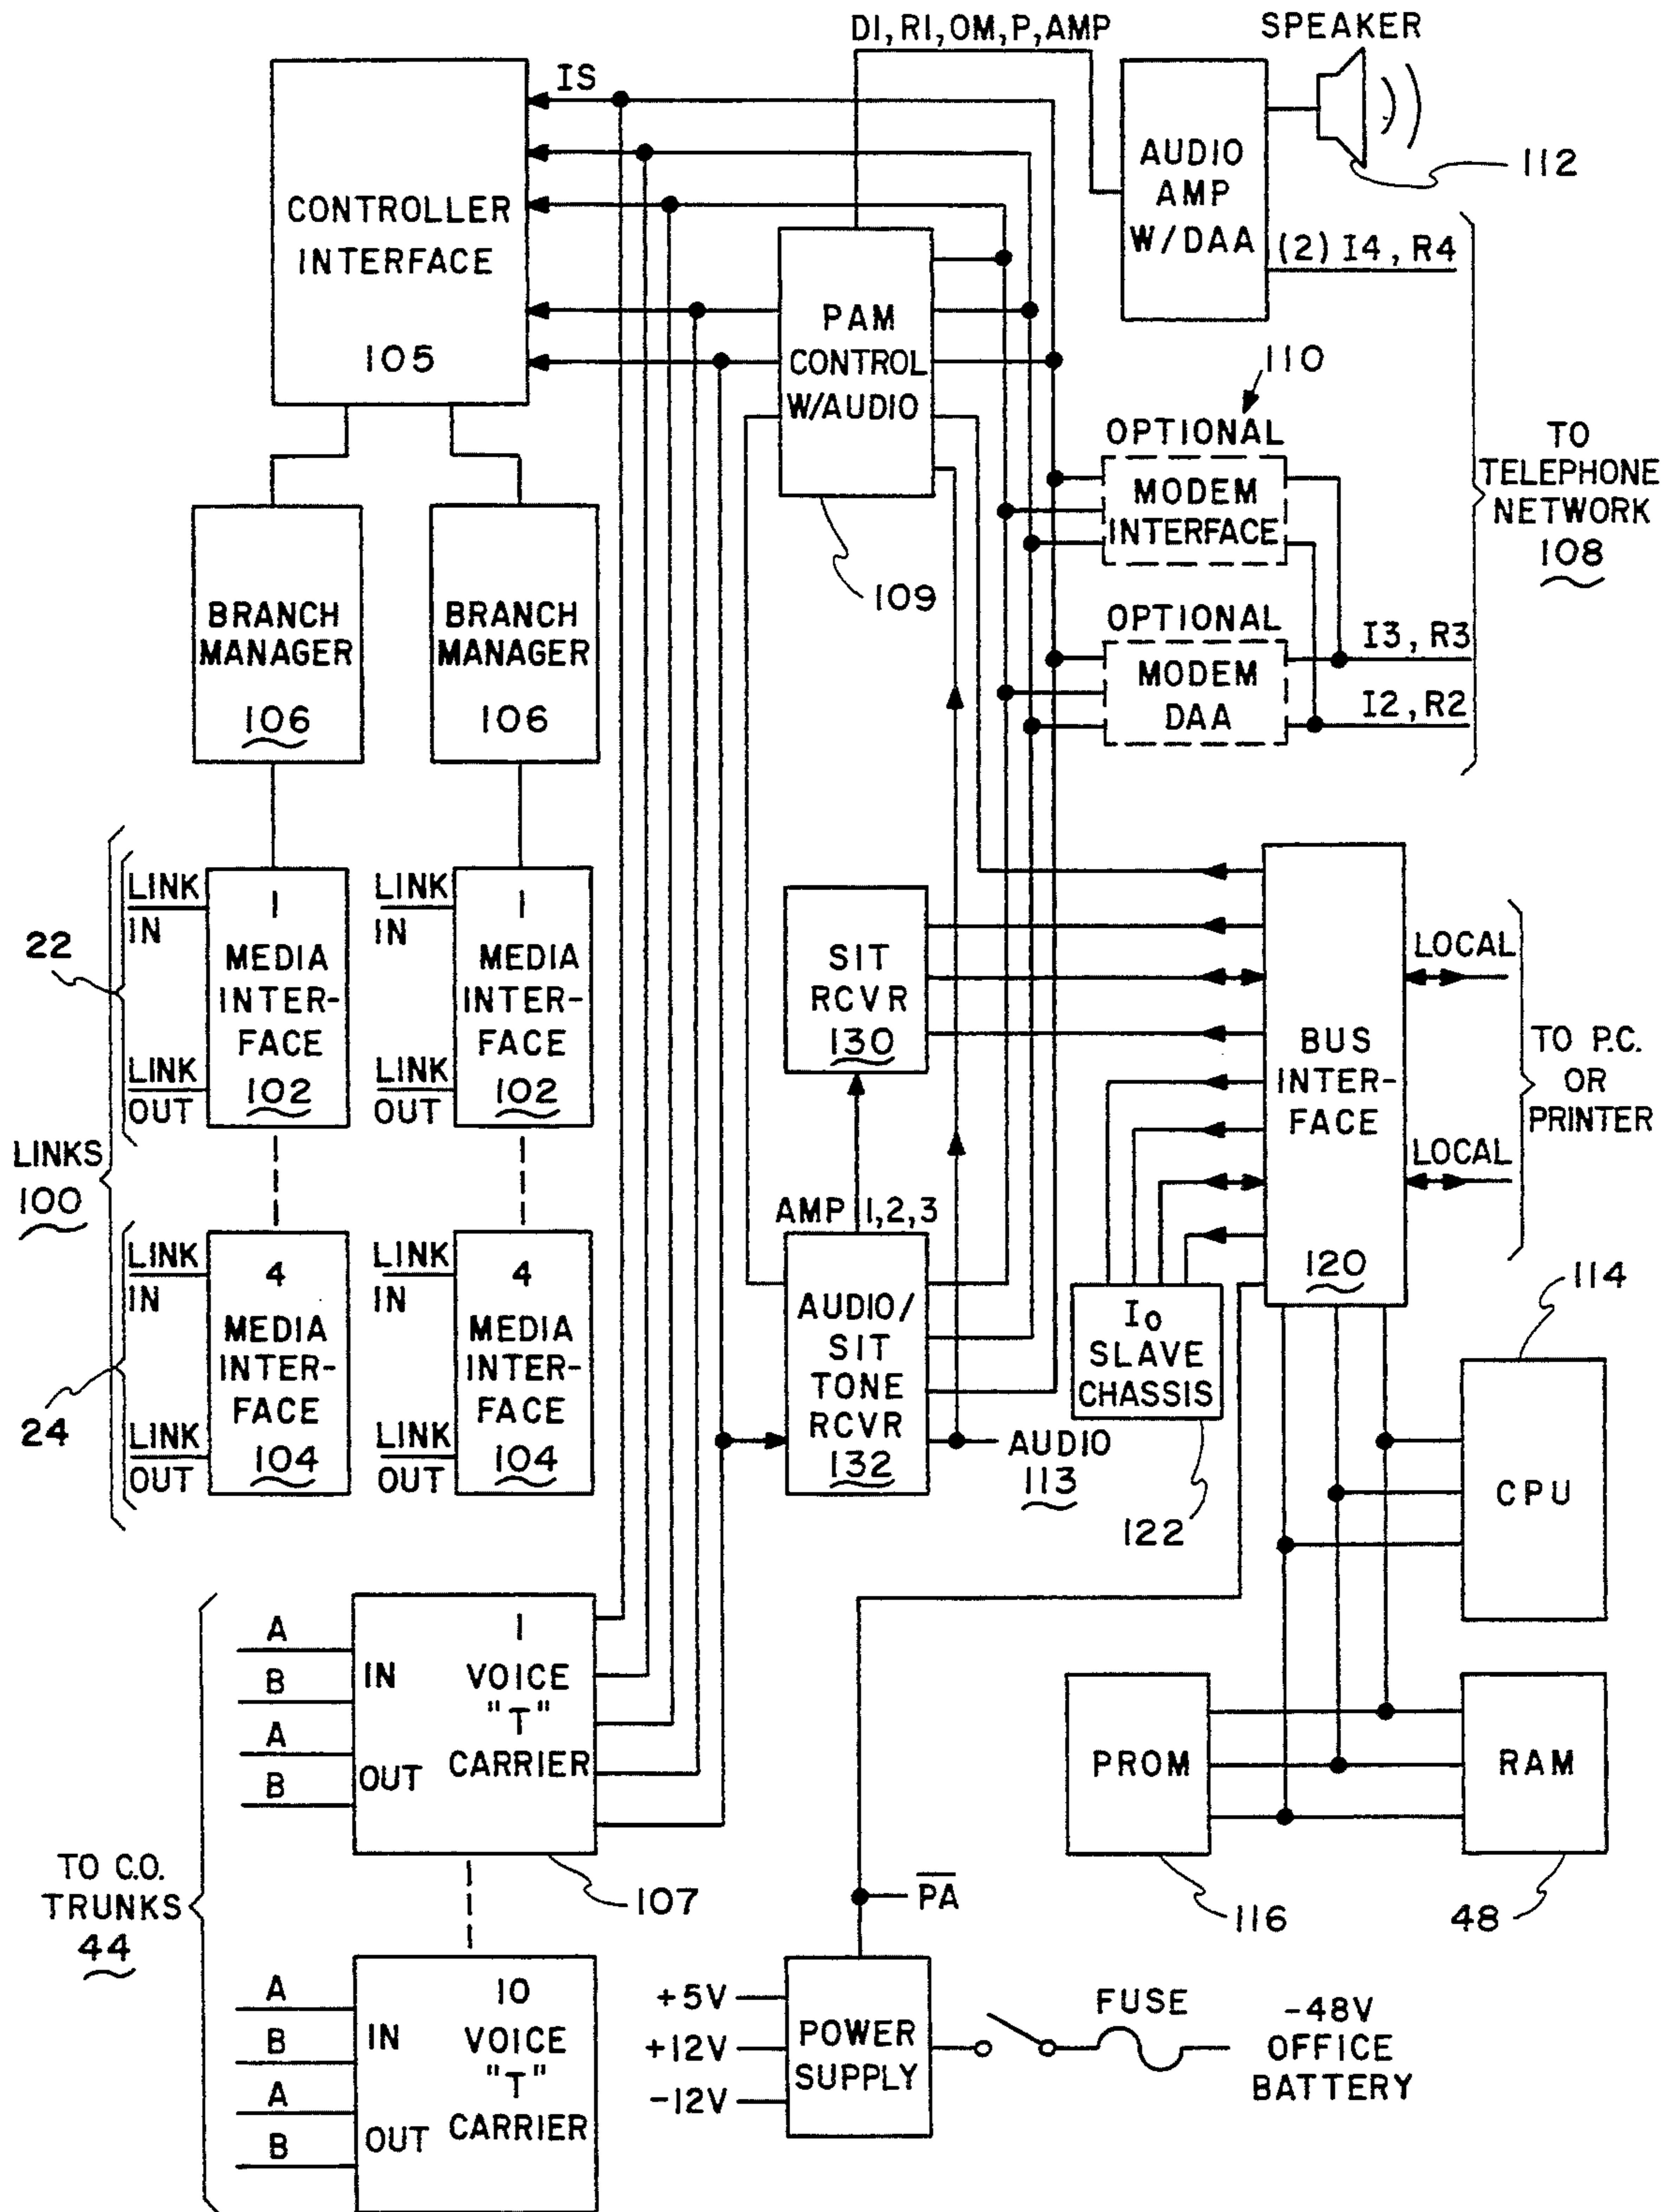 DI, RI, OM, P, AMP
SPEAKER
IS
CONTROLLER
INTERFACE
105
AUDIO
AMP
W/DAA
112
(2) I4, R4
PAM
CONTROL
W/AUDIO
109
110
OPTIONAL
MODEM
INTERFACE
OPTIONAL
MODEM
DAA
I3, R3
I2, R2
TO
TELEPHONE
NETWORK
108
BRANCH
MANAGER
106
BRANCH
MANAGER
106
LINKS
100
22
LINK
IN
LINK
OUT
1
MEDIA
INTER-
FACE
102
LINK
IN
LINK
OUT
1
MEDIA
INTER-
FACE
102
24
LINK
IN
LINK
OUT
4
MEDIA
INTER-
FACE
104
LINK
IN
LINK
OUT
4
MEDIA
INTER-
FACE
104
SIT
RCVR
130
AMP 1,2,3
AUDIO/
SIT
TONE
RCVR
132
AUDIO
113
BUS
INTER-
FACE
120
LOCAL
LOCAL
TO P.C.
OR
PRINTER
Io
SLAVE
CHASSIS
122
114
CPU
PROM
116
RAM
48
TO C.O.
TRUNKS
44
A
B
A
B
IN
OUT
1
VOICE
"T"
CARRIER
107
A
B
A
B
IN
OUT
10
VOICE
"T"
CARRIER
PA
+5V
+12V
-12V
POWER
SUPPLY
FUSE
-48V
OFFICE
BATTERY